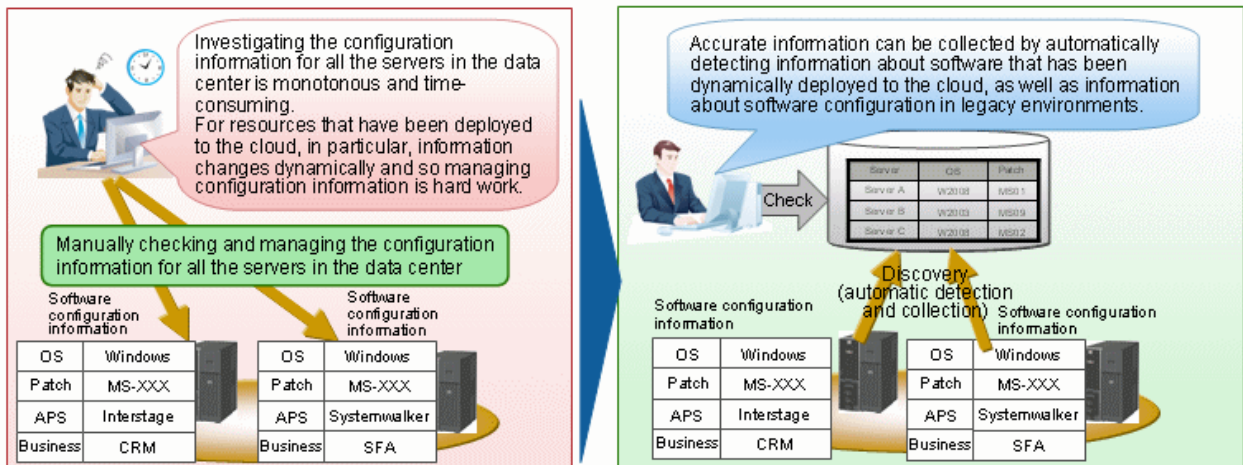 Investigating the configuration
information for all the servers in the data
center is monotonous and time-
consuming.
For resources that have been deployed
to the cloud, in particular, information
changes dynamically and so managing
configuration information is hard work.
Manually checking and managing the configuration
information for all the servers in the data center
Software
configuration
information
OS Windows
Patch MS-XXX
APS Interstage
Business CRM
Software
configuration
information
OS Windows
Patch MS-XXX
APS Systemwalker
Business SFA
Accurate information can be collected by automatically
detecting information about software that has been
dynamically deployed to the cloud, as well as information
about software configuration in legacy environments.
Check
Server OS Patch
Server A W2008 MS01
Server B W2003 MS09
Server C W2008 MS02
Discovery
(automatic detection
and collection)
Software configuration
information
OS Windows
Patch MS-XXX
APS Interstage
Business CRM
Software configuration
information
OS Windows
Patch MS-XXX
APS Systemwalker
Business SFA